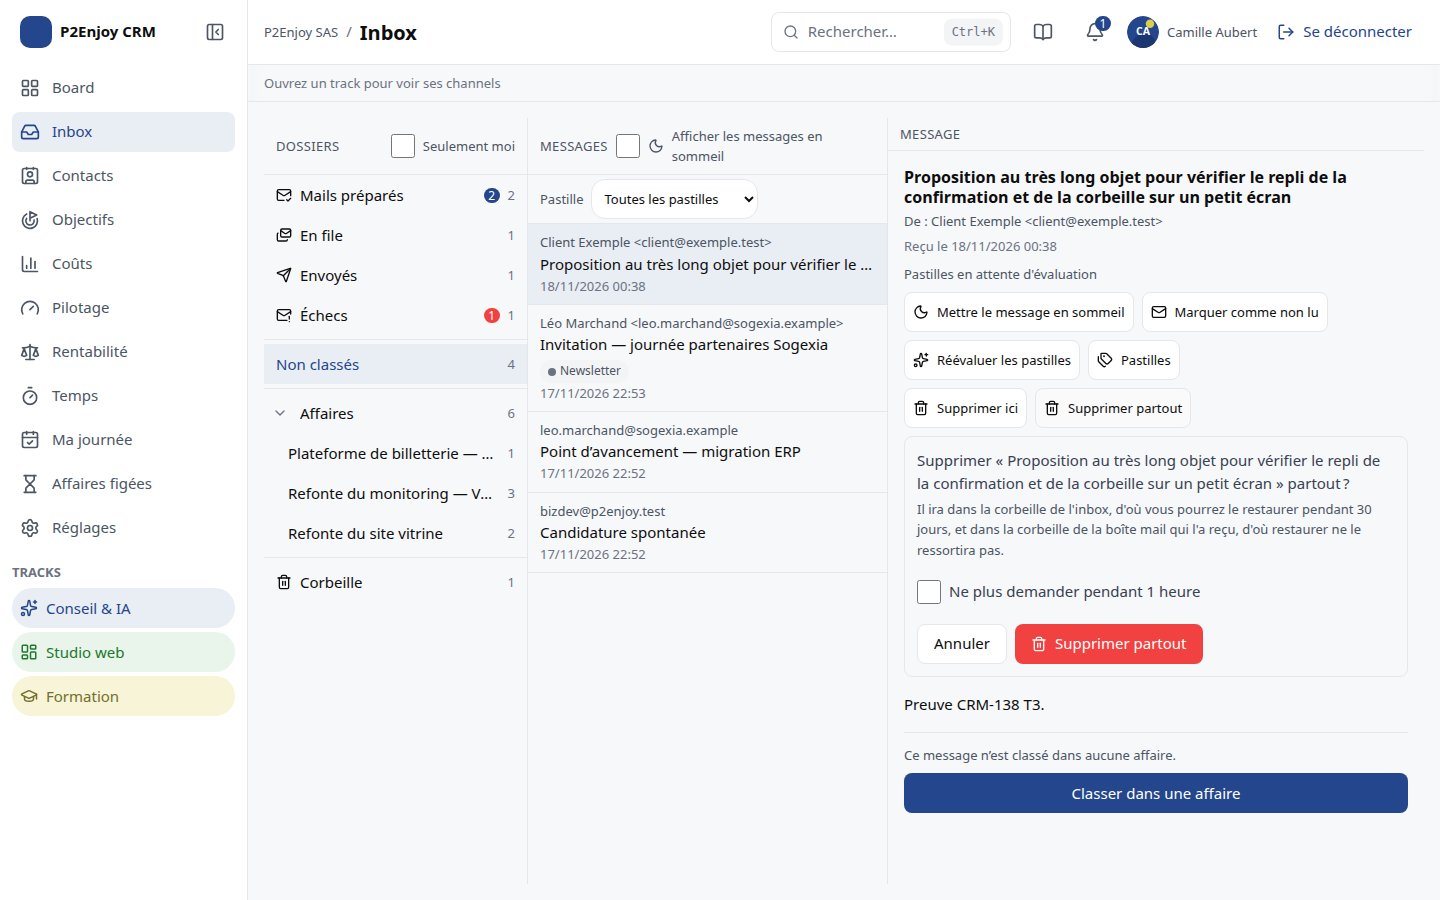 P2Enjoy CRM
Board
Inbox
Contacts
Objectifs
Coûts
Pilotage
Rentabilité
Temps
Ma journée
Affaires figées
Réglages
TRACKS
Conseil & IA
Studio web
Formation
P2Enjoy SAS / Inbox
Rechercher... Ctrl+K
1
CA
Camille Aubert
Se déconnecter
Ouvrez un track pour voir ses channels
DOSSIERS
Seulement moi
Mails préparés 2 2
En file 1
Envoyés 1
Échecs 1 1
Non classés 4
Affaires 6
Plateforme de billetterie — ... 1
Refonte du monitoring — V... 3
Refonte du site vitrine 2
Corbeille 1
MESSAGES
Afficher les messages en
sommeil
Pastille Toutes les pastilles
Client Exemple <client@exemple.test>
Proposition au très long objet pour vérifier le ...
18/11/2026 00:38
Léo Marchand <leo.marchand@sogexia.example>
Invitation — journée partenaires Sogexia
Newsletter
17/11/2026 22:53
leo.marchand@sogexia.example
Point d’avancement — migration ERP
17/11/2026 22:52
bizdev@p2enjoy.test
Candidature spontanée
17/11/2026 22:52
MESSAGE
Proposition au très long objet pour vérifier le repli de la
confirmation et de la corbeille sur un petit écran
De : Client Exemple <client@exemple.test>
Reçu le 18/11/2026 00:38
Pastilles en attente d'évaluation
Mettre le message en sommeil
Marquer comme non lu
Réévaluer les pastilles
Pastilles
Supprimer ici
Supprimer partout
Supprimer « Proposition au très long objet pour vérifier le repli de
la confirmation et de la corbeille sur un petit écran » partout ?
Il ira dans la corbeille de l'inbox, d'où vous pourrez le restaurer pendant 30
jours, et dans la corbeille de la boîte mail qui l'a reçu, d'où restaurer ne le
ressortira pas.
Ne plus demander pendant 1 heure
Annuler
Supprimer partout
Preuve CRM-138 T3.
Ce message n’est classé dans aucune affaire.
Classer dans une affaire